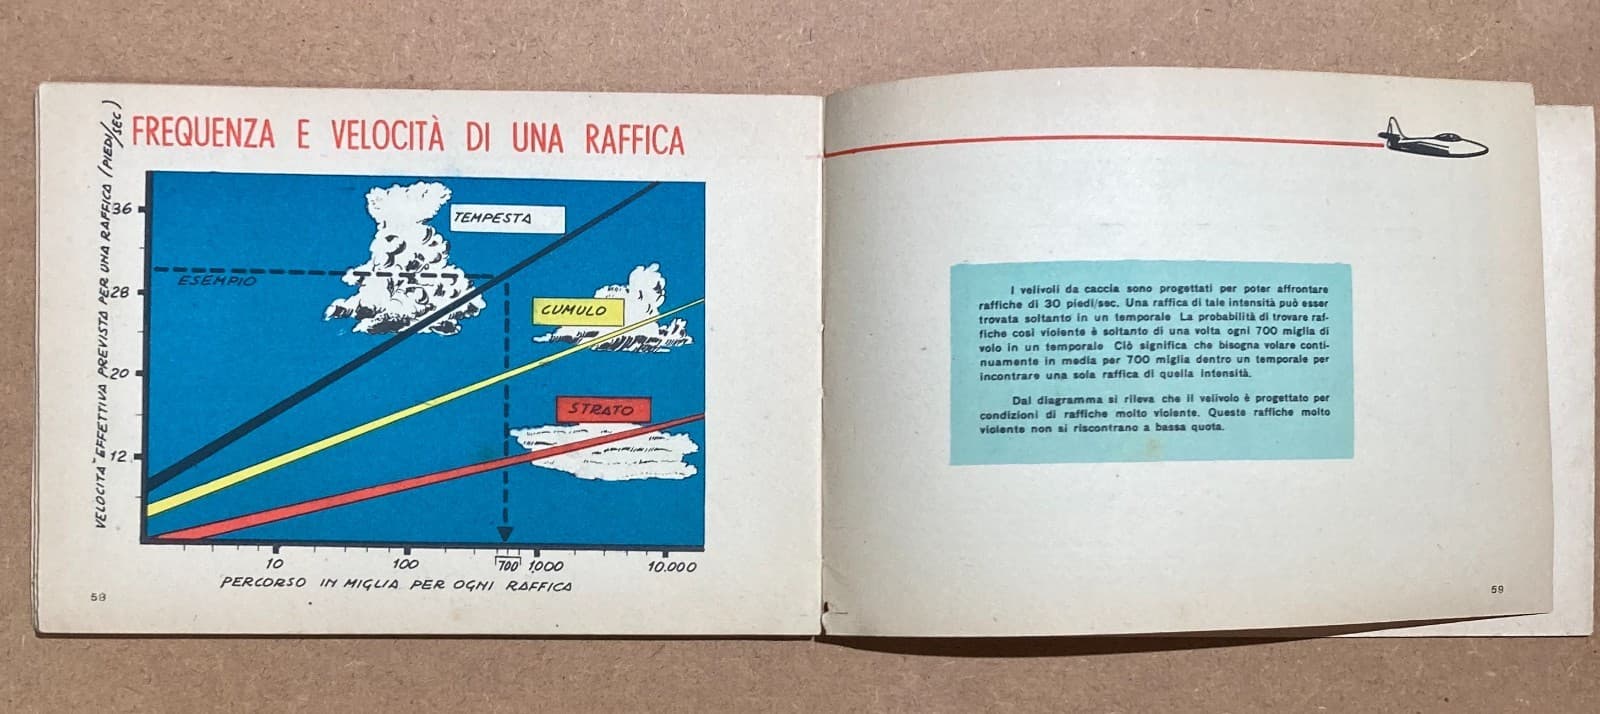 FREQUENZA E VELOCITÀ DI UNA RAFFICA
VELOCITÀ EFFETTIVA PREVISTA PER UNA RAFFICA (PIEDI/SEC)
36
28
20
12
TEMPESTA
ESEMPIO
CUMULO
STRATO
10
100
700
1.000
10.000
PERCORSO IN MIGLIA PER OGNI RAFFICA
58
I velivoli da caccia sono progettati per poter affrontare
raffiche di 30 piedi/sec. Una raffica di tale intensità può esser
trovata soltanto in un temporale La probabilità di trovare raf-
fiche così violente è soltanto di una volta ogni 700 miglia di
volo in un temporale Ciò significa che bisogna volare conti-
nuamente in media per 700 miglia dentro un temporale per
incontrare una sola raffica di quella intensità.
Dal diagramma si rileva che il velivolo è progettato per
condizioni di raffiche molto violente. Queste raffiche molto
violente non si riscontrano a bassa quota.
59